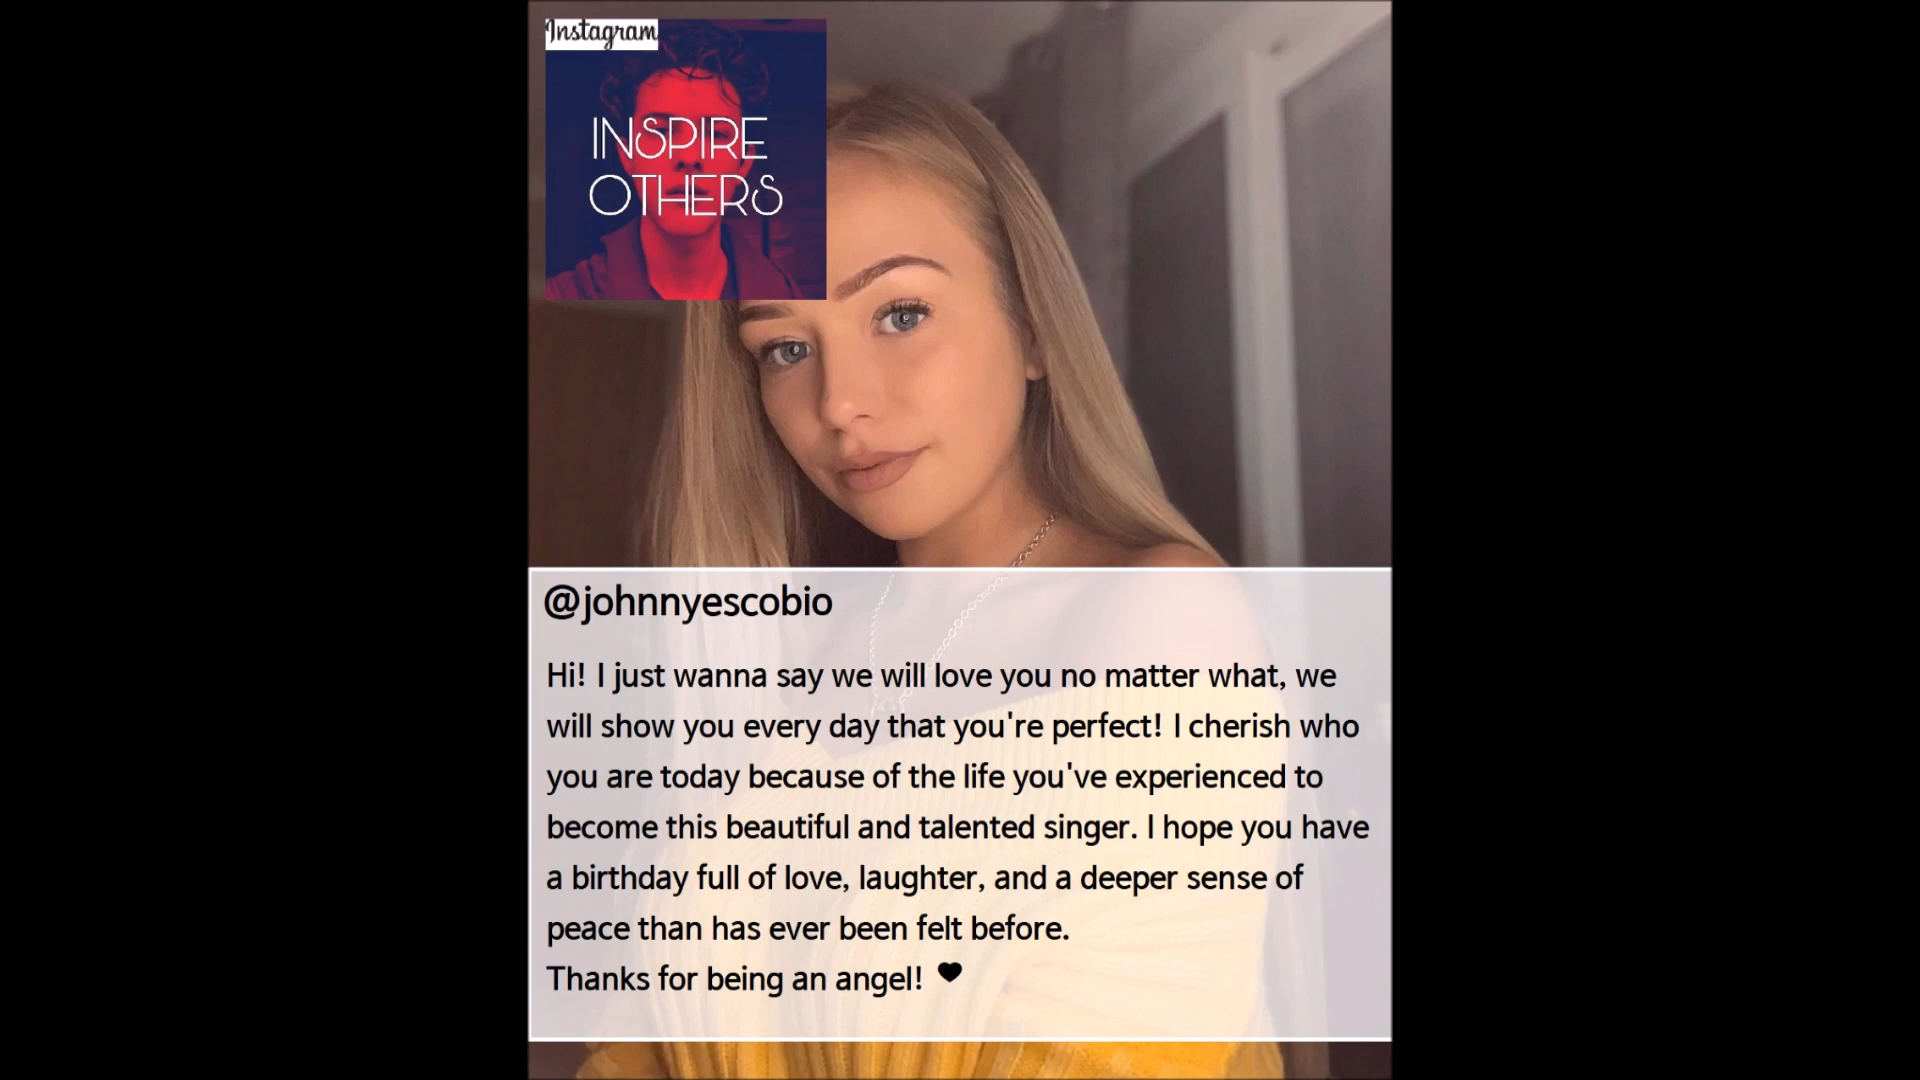 Instagram
INSPIRE
OTHERS
@johnnyescobio
Hi! I just wanna say we will love you no matter what, we
will show you every day that you're perfect! I cherish who
you are today because of the life you've experienced to
become this beautiful and talented singer. I hope you have
a birthday full of love, laughter, and a deeper sense of
peace than has ever been felt before.
Thanks for being an angel! ♥